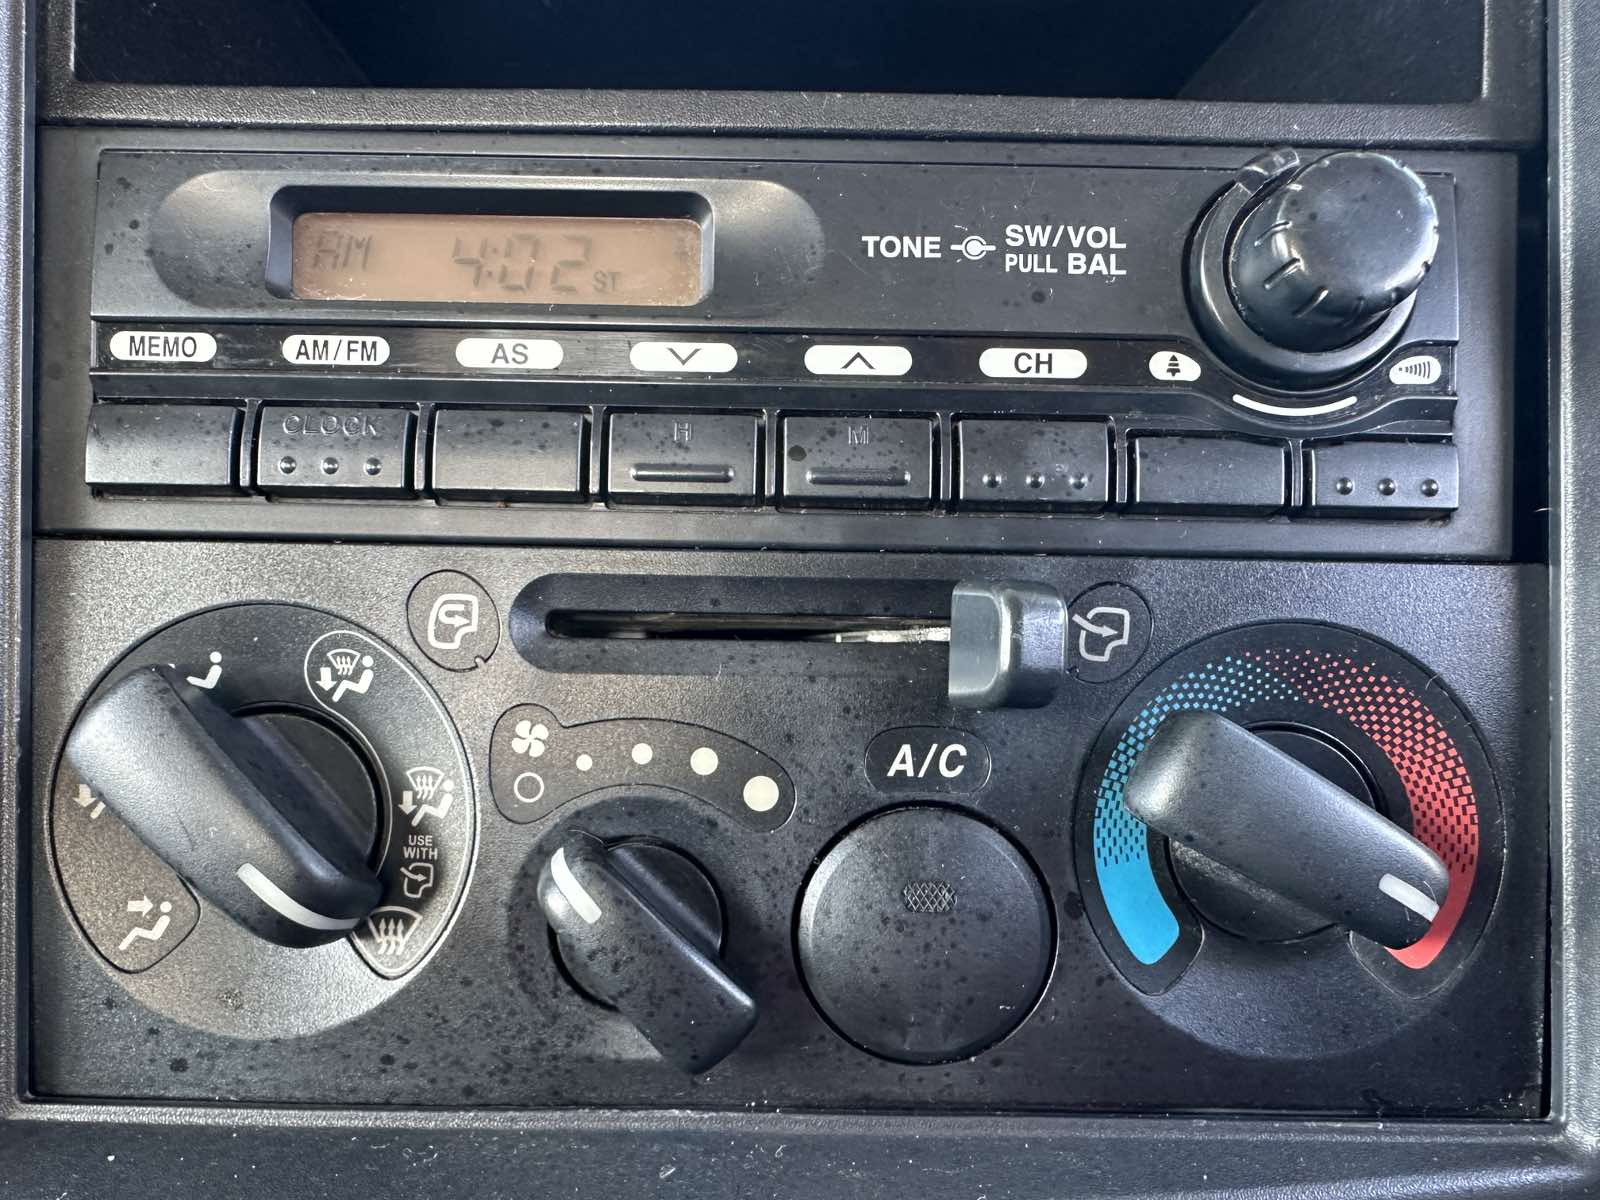 AM 4:02 ST
TONE SW/VOL
PULL BAL
MEMO AM/FM AS CH
CLOCK H M
A/C
USE
WITH